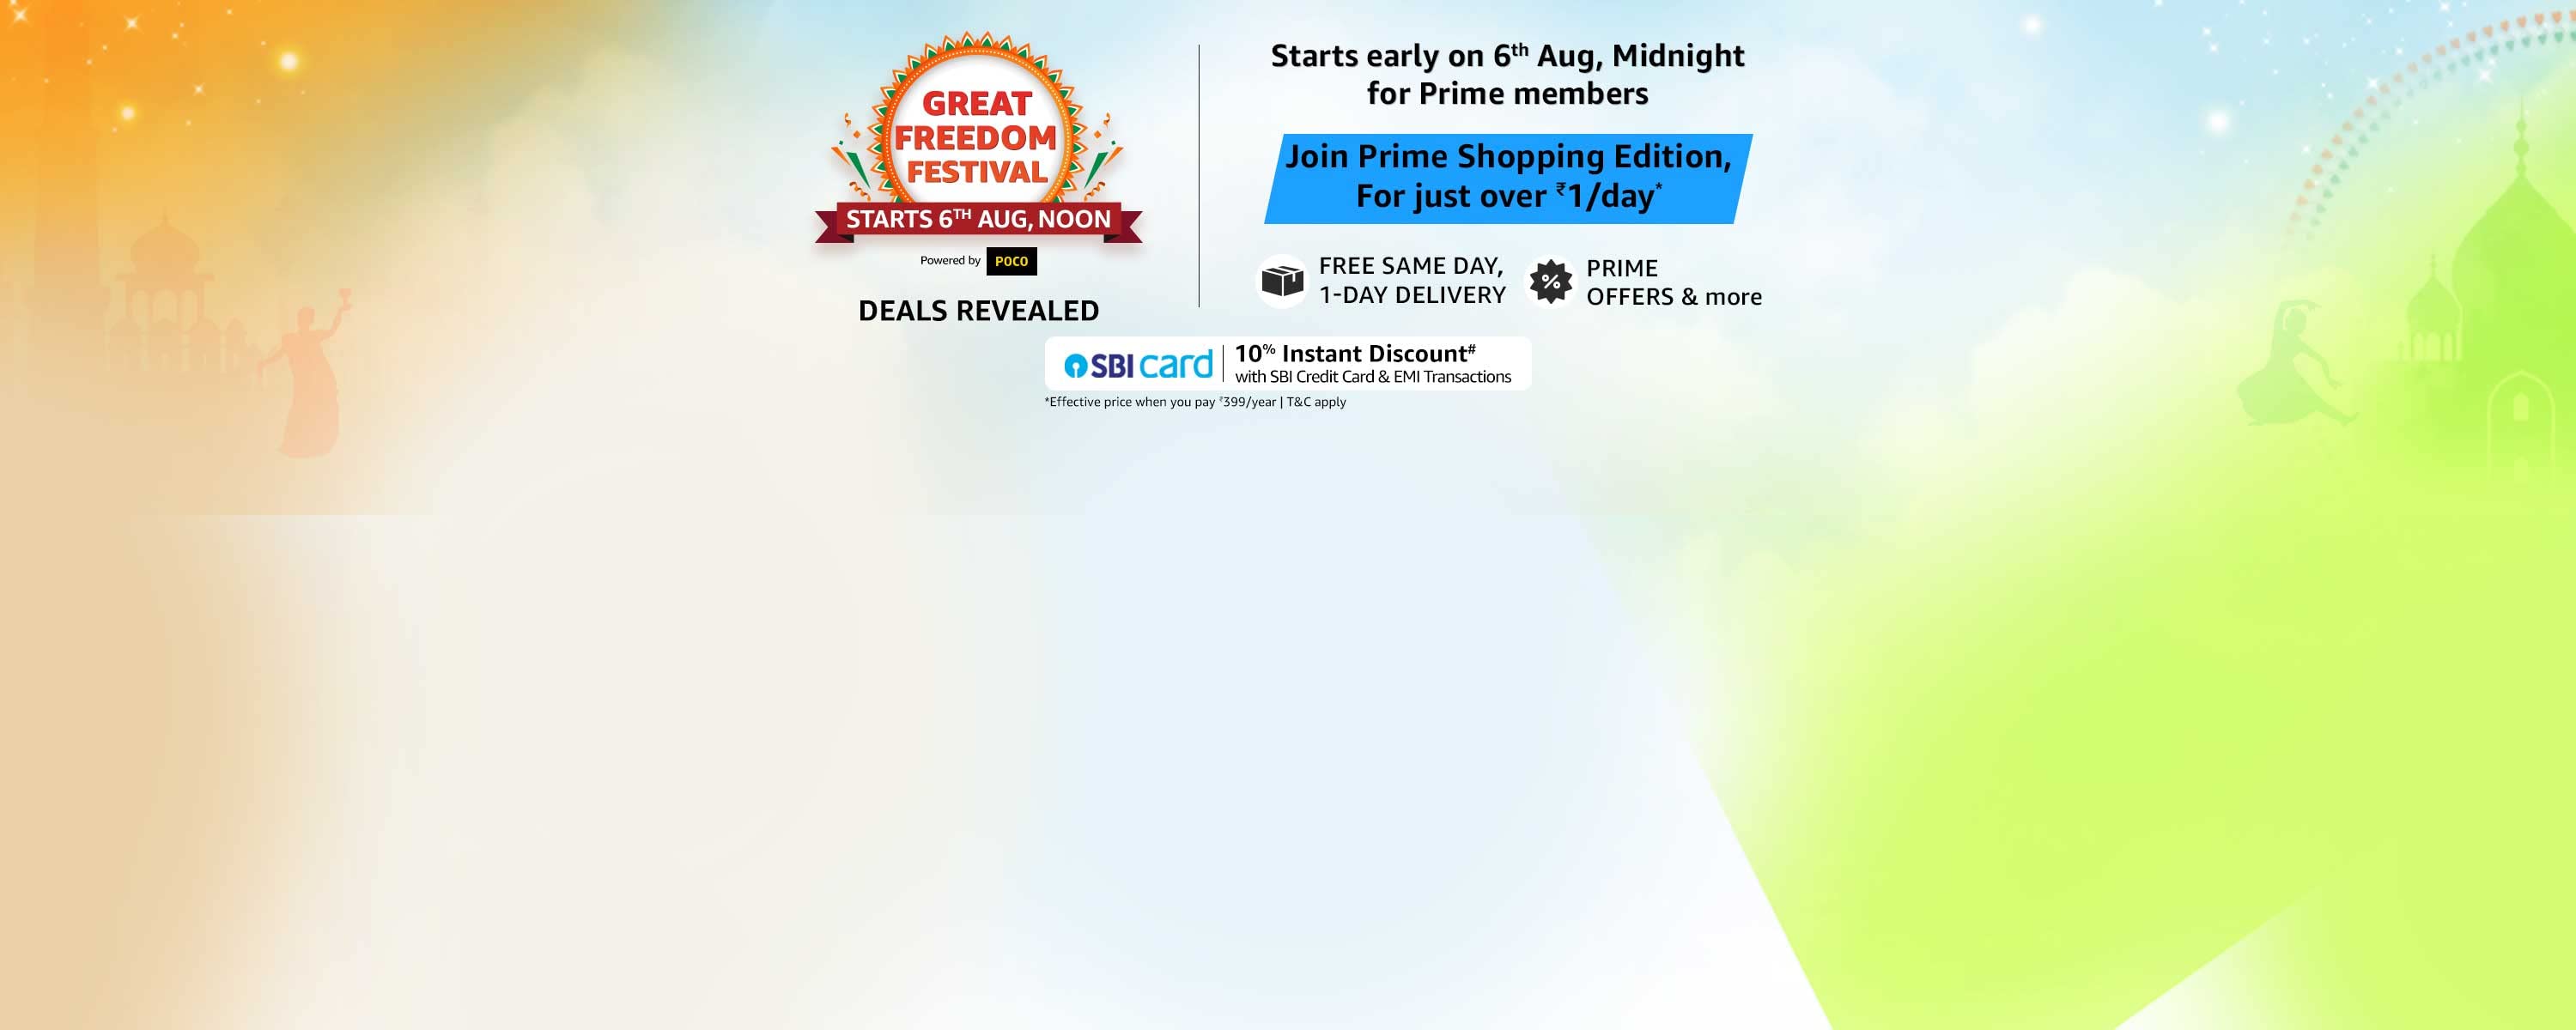 GREAT
FREEDOM
FESTIVAL
STARTS 6TH AUG, NOON
Powered by POCO
DEALS REVEALED
Starts early on 6th Aug, Midnight
for Prime members
Join Prime Shopping Edition,
For just over ₹1/day*
FREE SAME DAY,
1-DAY DELIVERY
PRIME
OFFERS & more
SBI card
10% Instant Discount#
with SBI Credit Card & EMI Transactions
*Effective price when you pay ₹399/year | T&C apply